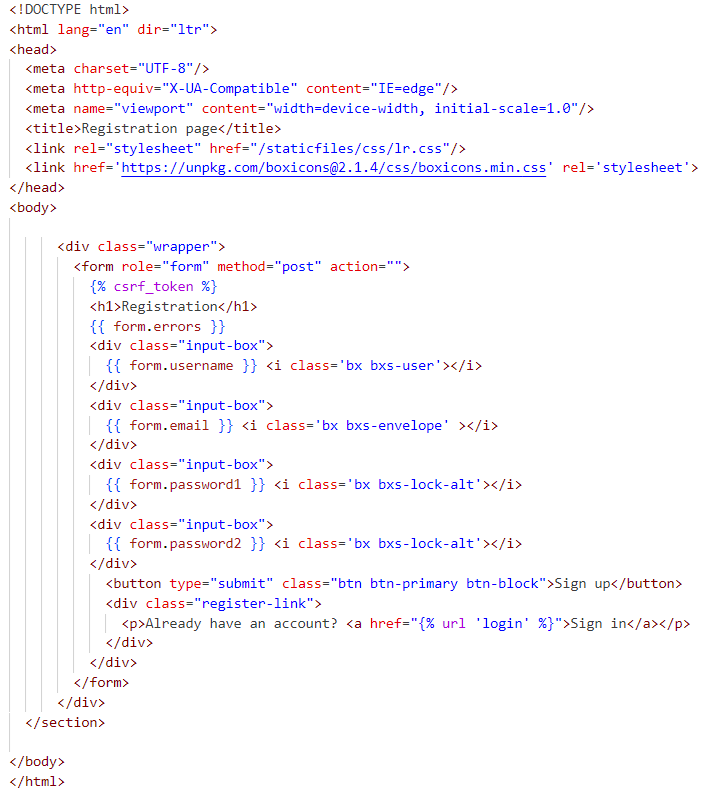 <!DOCTYPE html>
<html lang="en" dir="ltr">
<head>
<meta charset="UTF-8"/>
<meta http-equiv="X-UA-Compatible" content="IE=edge"/>
<meta name="viewport" content="width=device-width, initial-scale=1.0"/>
<title>Registration page</title>
<link rel="stylesheet" href="/staticfiles/css/lr.css"/>
<link href='https://unpkg.com/boxicons@2.1.4/css/boxicons.min.css' rel='stylesheet'>
</head>
<body>
<div class="wrapper">
<form role="form" method="post" action="">
{% csrf_token %}
<h1>Registration</h1>
{{ form.errors }}
<div class="input-box">
{{ form.username }} <i class='bx bxs-user'></i>
</div>
<div class="input-box">
{{ form.email }} <i class='bx bxs-envelope' ></i>
</div>
<div class="input-box">
{{ form.password1 }} <i class='bx bxs-lock-alt'></i>
</div>
<div class="input-box">
{{ form.password2 }} <i class='bx bxs-lock-alt'></i>
</div>
<button type="submit" class="btn btn-primary btn-block">Sign up</button>
<div class="register-link">
<p>Already have an account? <a href="{% url 'login' %}">Sign in</a></p>
</div>
</div>
</form>
</div>
</section>
</body>
</html>